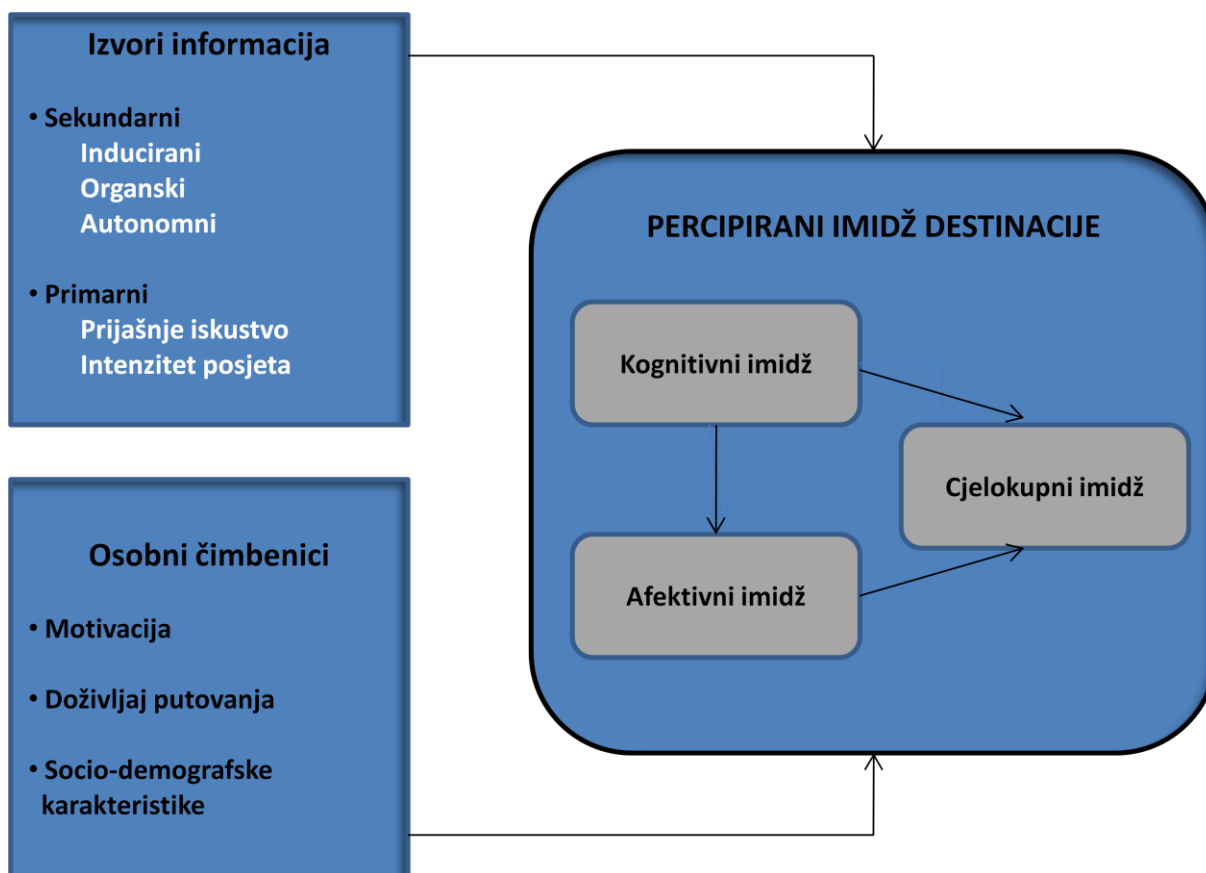 Izvori informacija
• Sekundarni
Inducirani
Organski
Autonomni
• Primarni
Prijašnje iskustvo
Intenzitet posjeta
Osobni čimbenici
• Motivacija
• Doživljaj putovanja
• Socio-demografske
karakteristike
PERCIPIRANI IMIDŽ DESTINACIJE
Kognitivni imidž
Cjelokupni imidž
Afektivni imidž